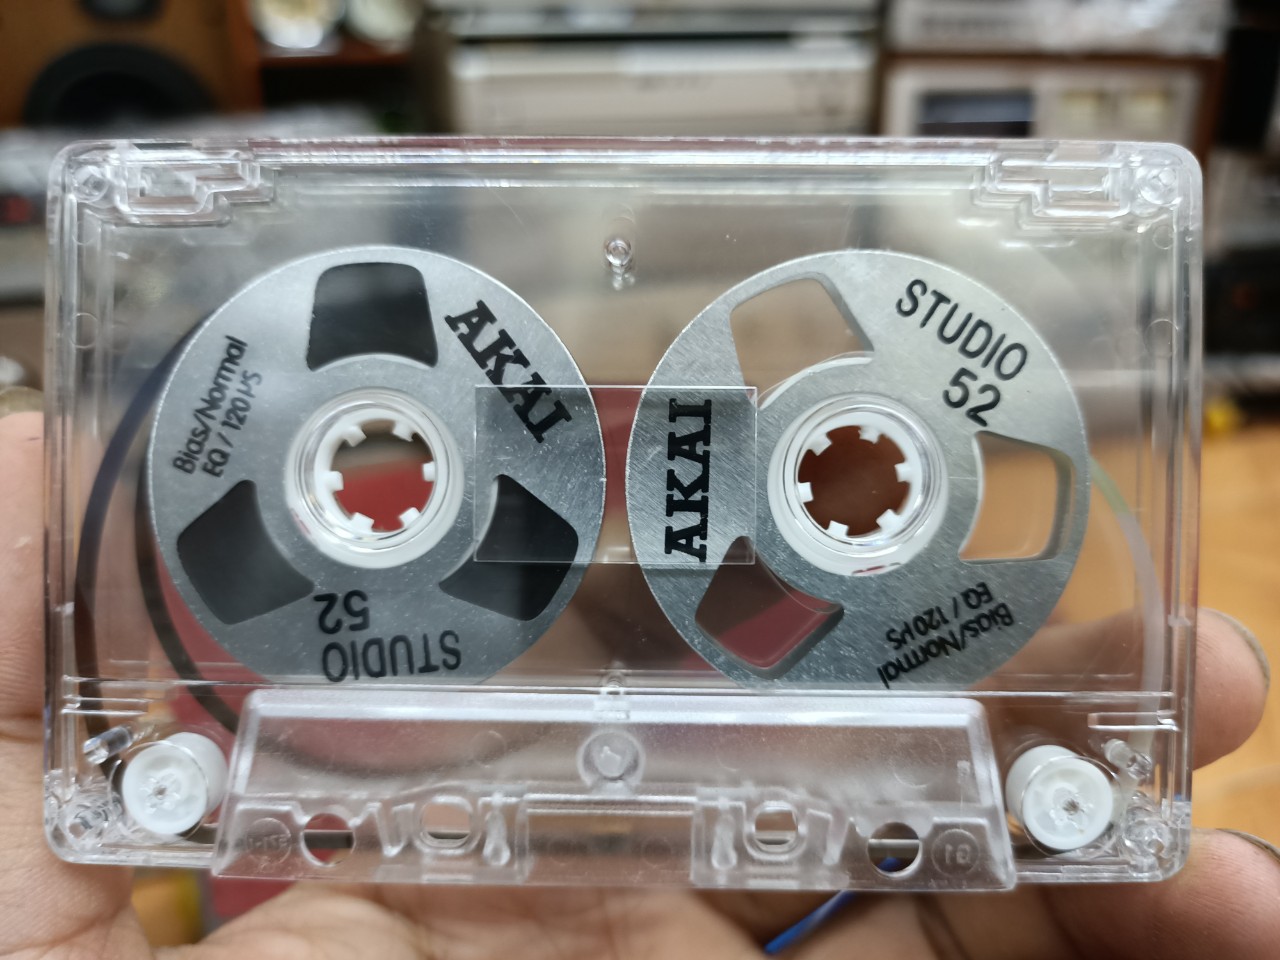 AKAI
Bias/Normal
EQ / 120 µS
STUDIO
52
STUDIO
52
AKAI
Bias/Normal
EQ / 120 µS